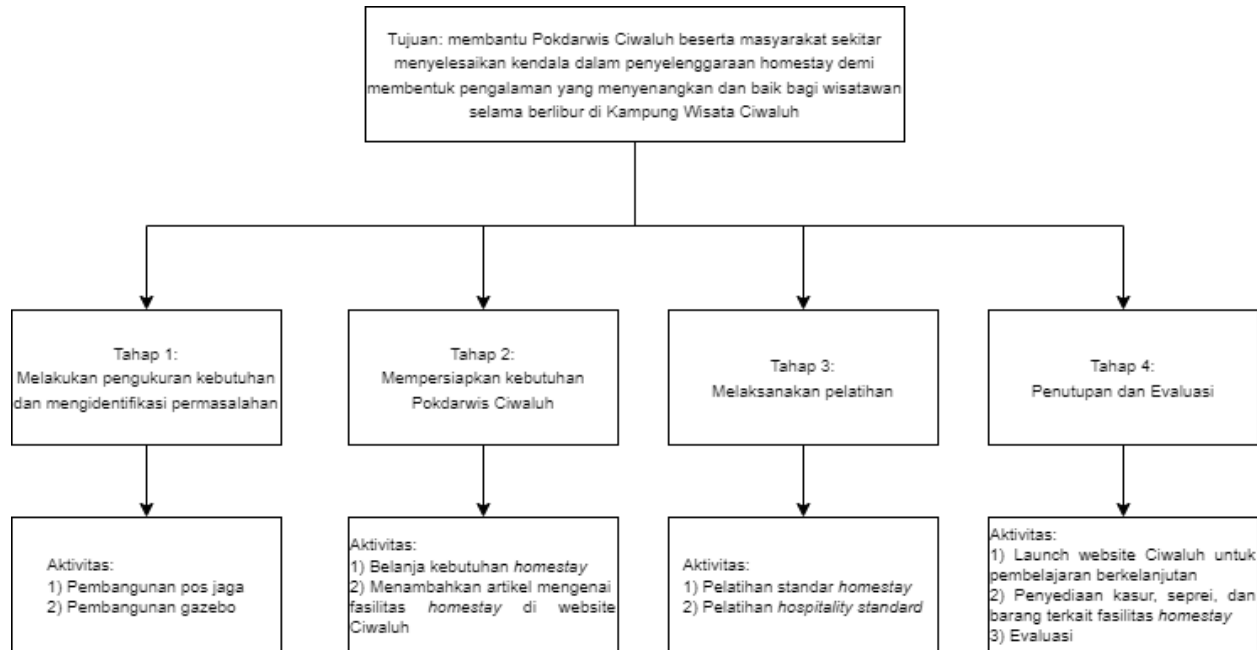 Tujuan: membantu Pokdarwis Ciwaluh beserta masyarakat sekitar
menyelesaikan kendala dalam penyelenggaraan homestay demi
membentuk pengalaman yang menyenangkan dan baik bagi wisatawan
selama berlibur di Kampung Wisata Ciwaluh
Tahap 1:
Melakukan pengukuran kebutuhan
dan mengidentifikasi permasalahan
Tahap 2:
Mempersiapkan kebutuhan
Pokdarwis Ciwaluh
Tahap 3:
Melaksanakan pelatihan
Tahap 4:
Penutupan dan Evaluasi
Aktivitas:
1) Pembangunan pos jaga
2) Pembangunan gazebo
Aktivitas:
1) Belanja kebutuhan homestay
2) Menambahkan artikel mengenai
fasilitas homestay di website
Ciwaluh
Aktivitas:
1) Pelatihan standar homestay
2) Pelatihan hospitality standard
Aktivitas:
1) Launch website Ciwaluh untuk
pembelajaran berkelanjutan
2) Penyediaan kasur, seprei, dan
barang terkait fasilitas homestay
3) Evaluasi